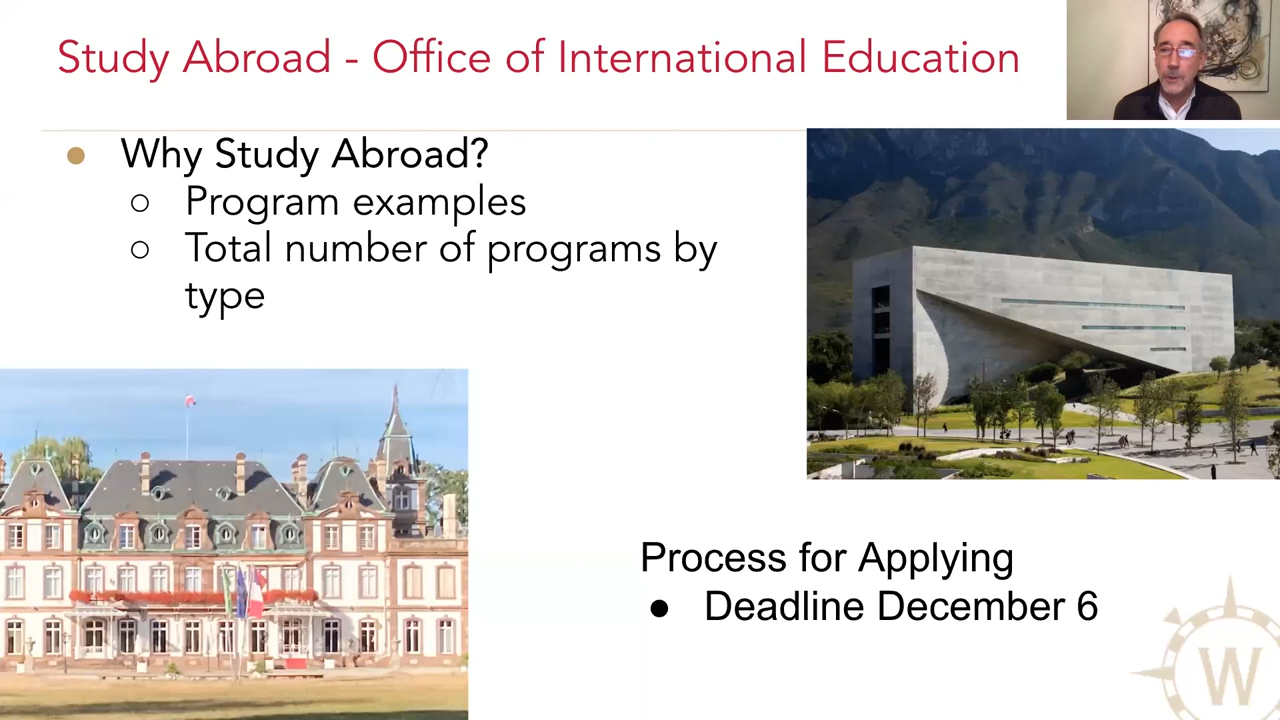 Study Abroad - Office of International Education
● Why Study Abroad?
○ Program examples
○ Total number of programs by
type
Process for Applying
● Deadline December 6
W